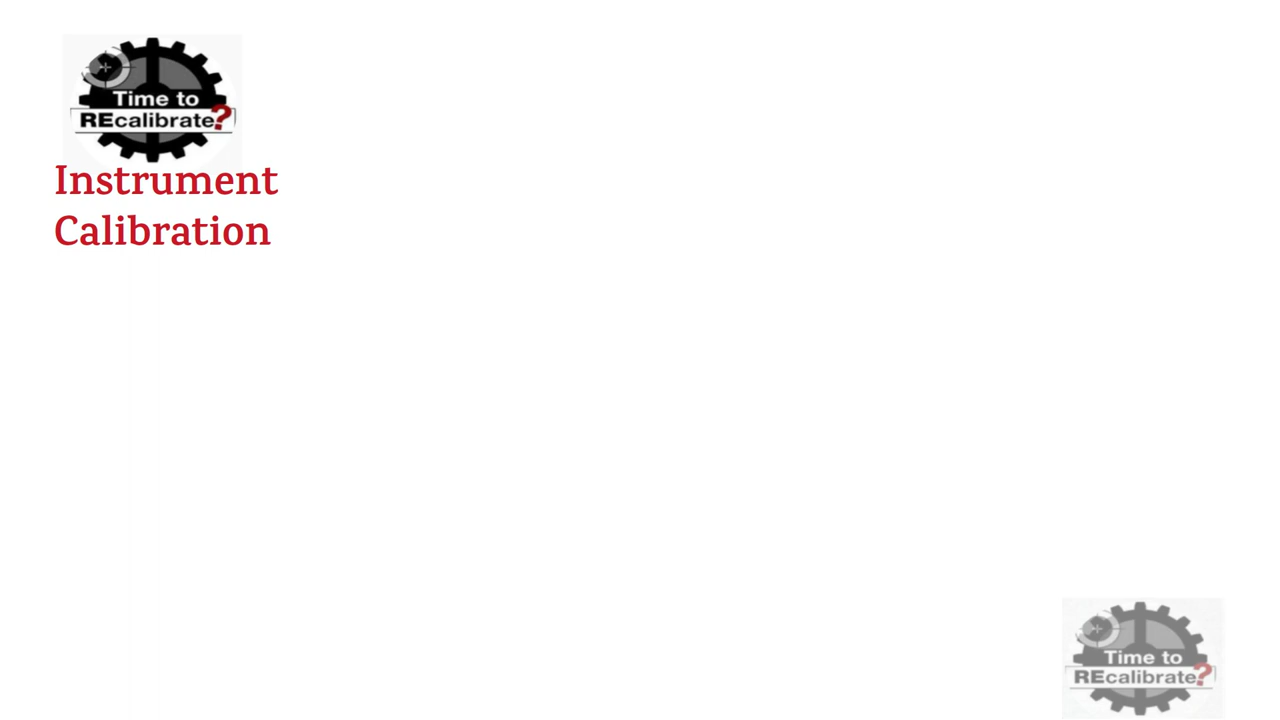 Time to
REcalibrate?
Instrument
Calibration
Time to
REcalibrate?